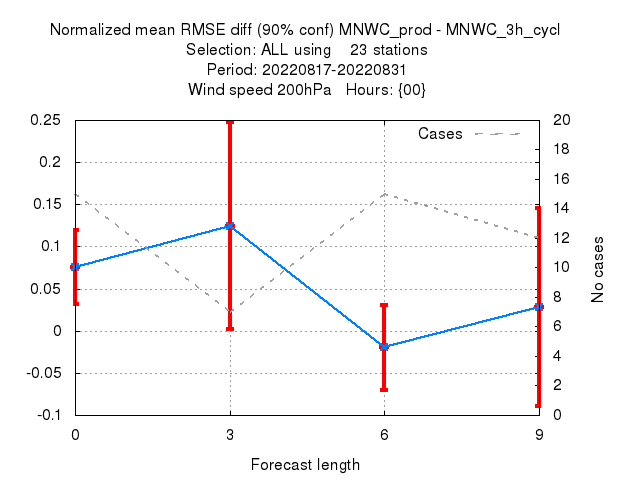 Normalized mean RMSE diff (90% conf) MNWC_prod - MNWC_3h_cycl
Selection: ALL using    23 stations
Period: 20220817-20220831
Wind speed 200hPa   Hours: {00}
Cases
0.25
0.2
0.15
0.1
0.05
0
-0.05
-0.1
20
18
16
14
12
10
8
6
4
2
0
No cases
0 3 6 9
Forecast length